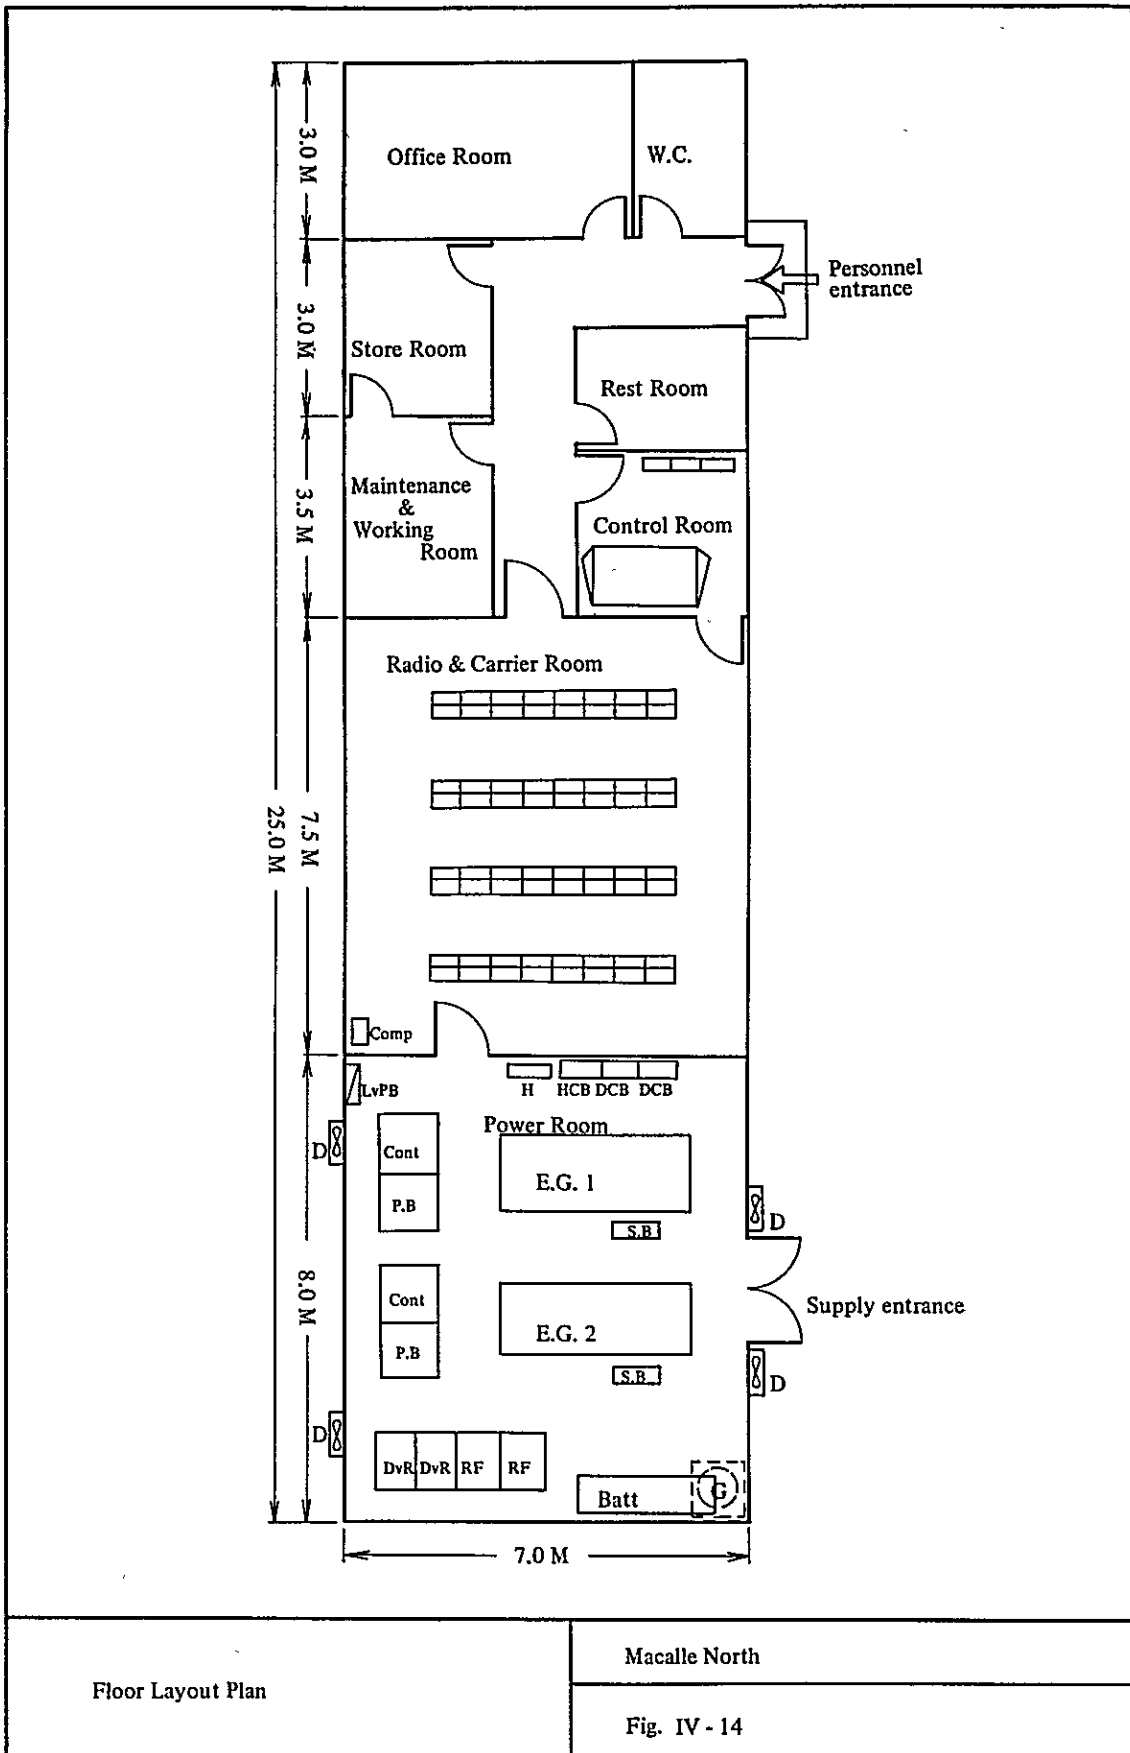 Office Room
W.C.
3.0 M
Personnel
entrance
3.0 M
Store Room
Rest Room
Maintenance
&
Working
Room
3.5 M
Control Room
Radio & Carrier Room
7.5 M
25.0 M
Comp
LvPB
H HCB DCB DCB
Power Room
D
Cont
E.G. 1
P.B
S.B
D
8.0 M
Cont
E.G. 2
P.B
Supply entrance
S.B
D
D
DvR DvR RF RF
Batt
G
7.0 M
Floor Layout Plan
Macalle North
Fig. IV - 14